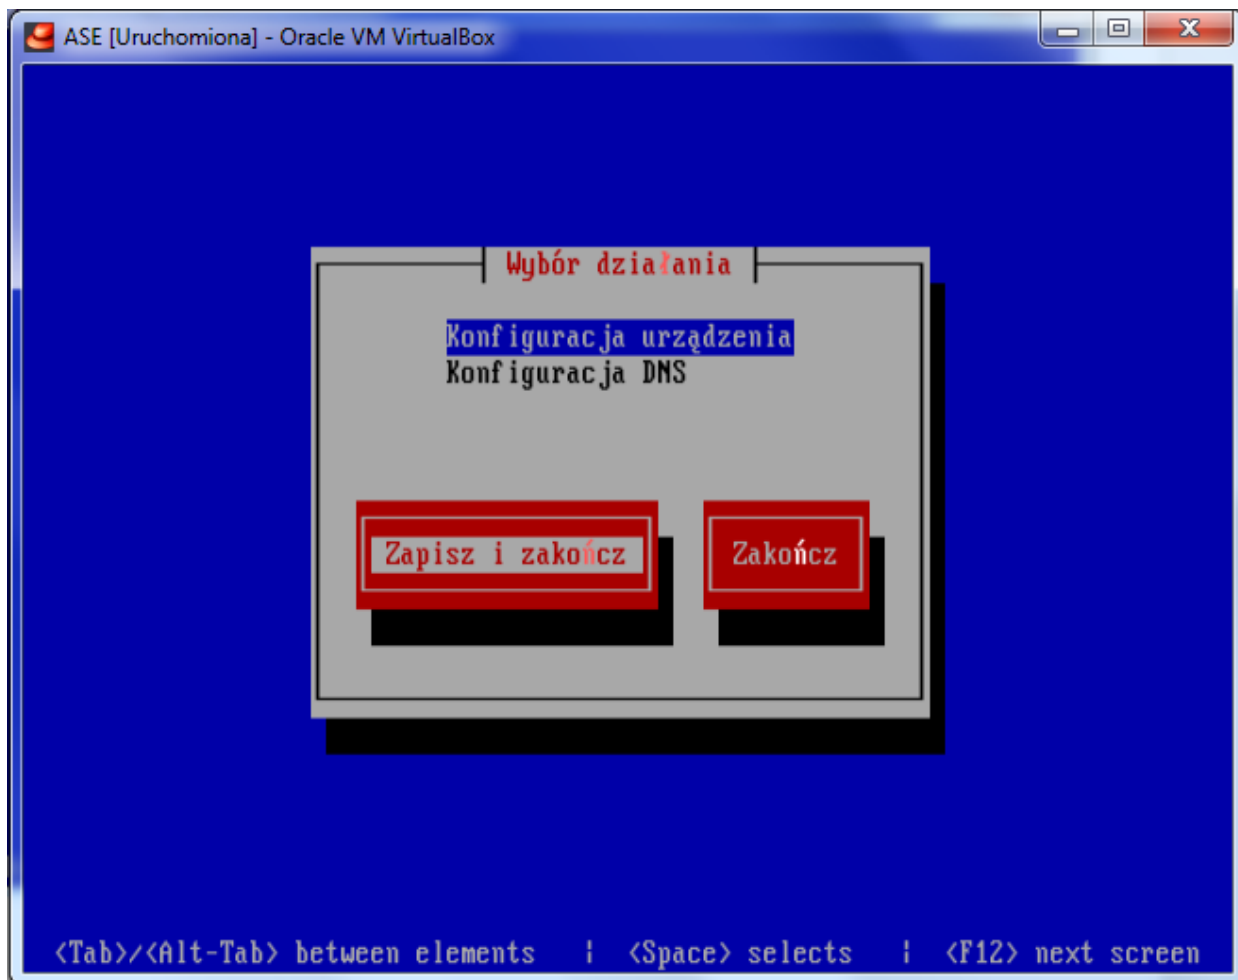 ASE [Uruchomiona] - Oracle VM VirtualBox
Wybór działania
Konfiguracja urządzenia
Konfiguracja DNS
Zapisz i zakończ Zakończ
<Tab>/<Alt-Tab> between elements | <Space> selects | <F12> next screen